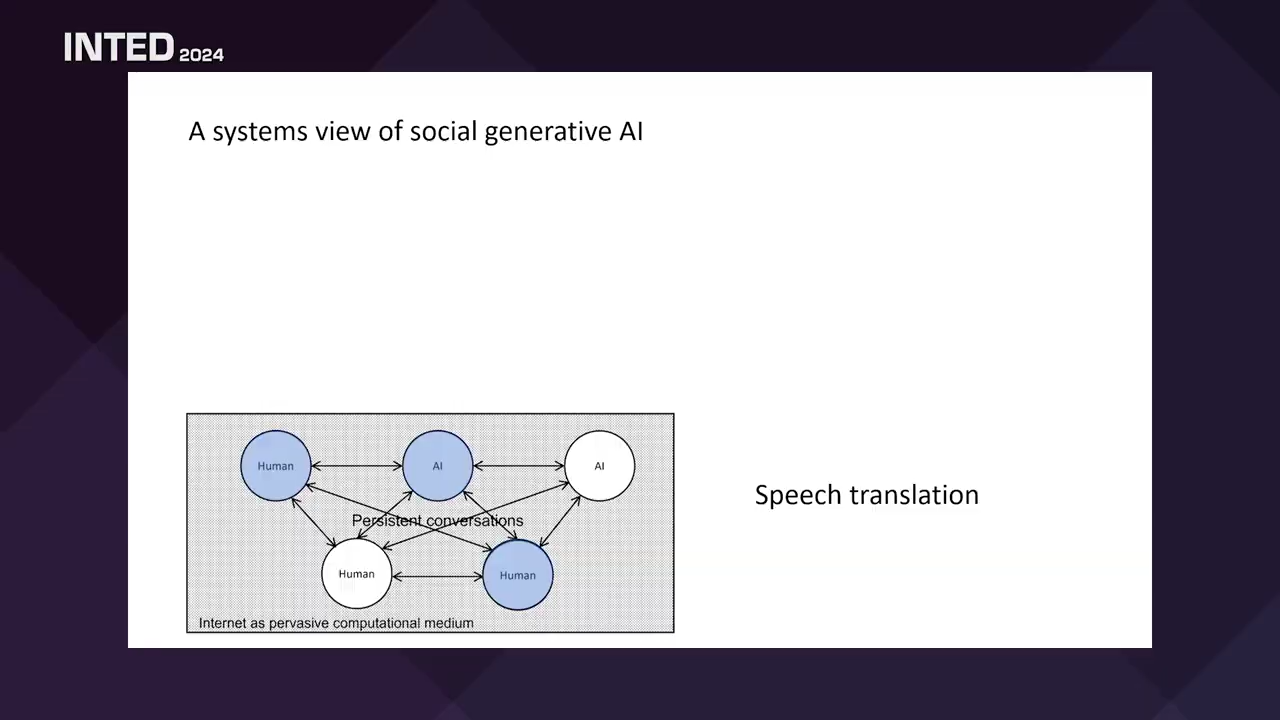 INTED 2024
A systems view of social generative AI
Human
AI
AI
Persistent conversations
Speech translation
Human
Human
Internet as pervasive computational medium